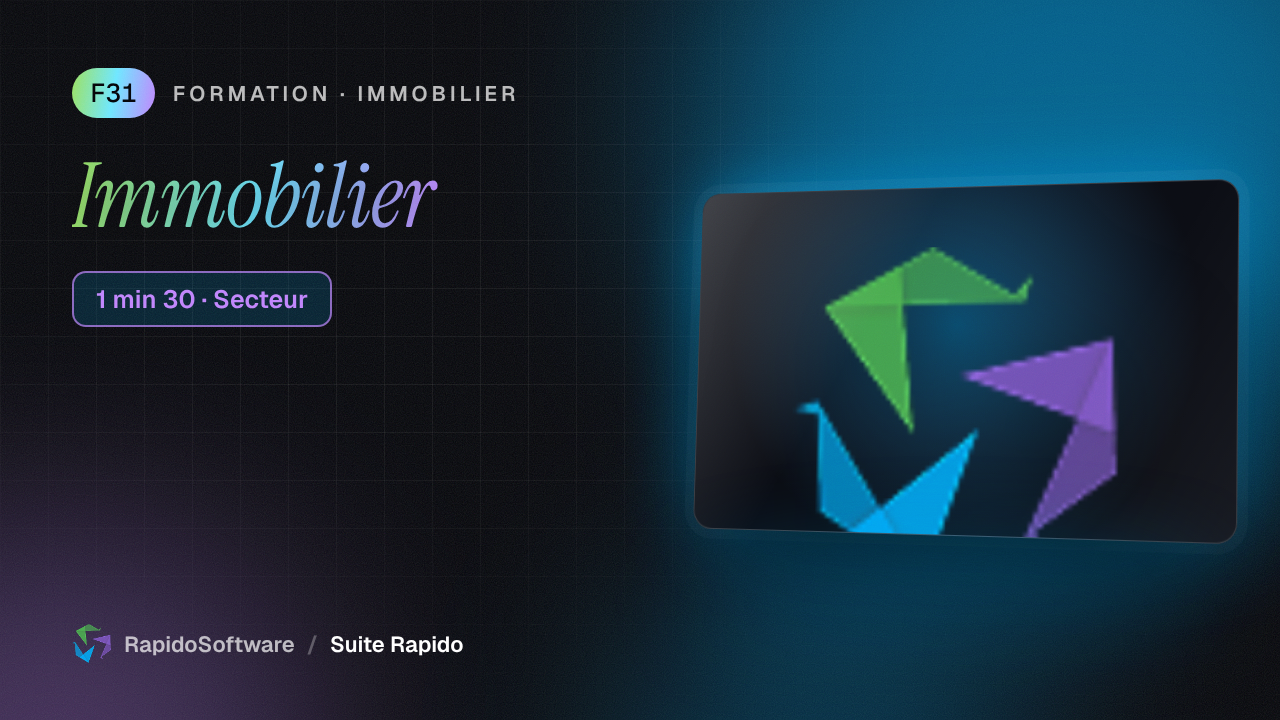 F31 FORMATION · IMMOBILIER
Immobilier
1 min 30 · Secteur
RapidoSoftware / Suite Rapido